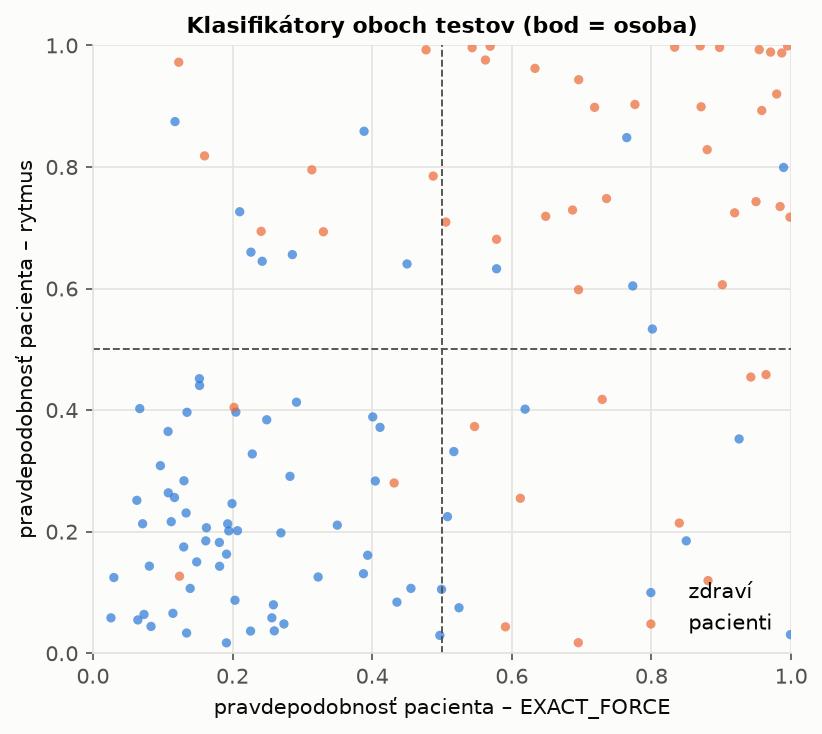 Klasifikátory oboch testov (bod = osoba)
pravdepodobnosť pacienta – rytmus
1.0
0.8
0.6
0.4
0.2
0.0
zdraví
pacienti
0.0 0.2 0.4 0.6 0.8 1.0
pravdepodobnosť pacienta – EXACT_FORCE